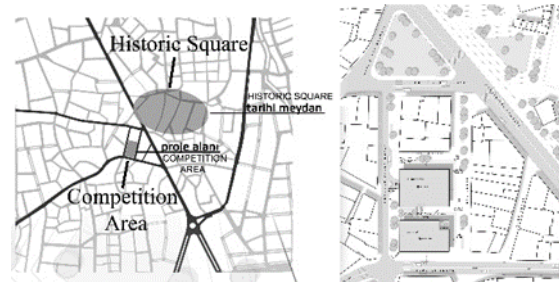 Historic Square
HISTORIC SQUARE
tarihi meydan
proje alanı
COMPETITION
AREA
Competition
Area